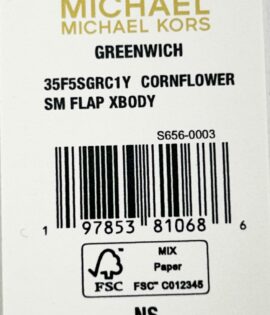 MICHAEL
MICHAEL KORS
GREENWICH
35F5SGRC1Y CORNFLOWER
SM FLAP XBODY
S656-0003
1 97853 81068 6
FSC
MIX
Paper
FSC™ C012345
NS